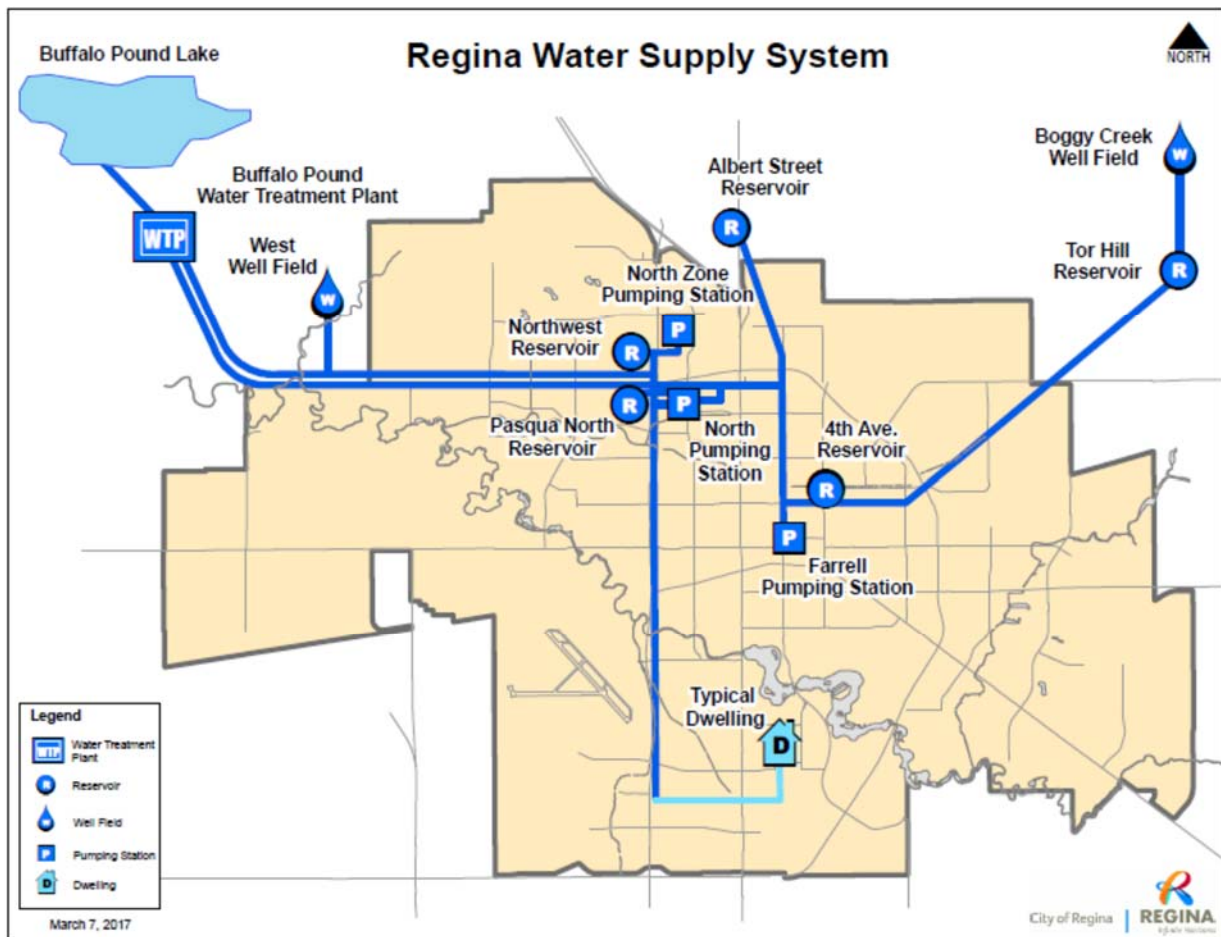 Regina Water Supply System
NORTH
Buffalo Pound Lake
Buffalo Pound
Water Treatment Plant
WTP
West
Well Field
W
Albert Street
Reservoir
R
Boggy Creek
Well Field
W
Tor Hill
Reservoir
R
North Zone
Pumping Station
P
Northwest
Reservoir
R
Pasqua North
Reservoir
R
P
North
Pumping
Station
4th Ave.
Reservoir
R
P
Farrell
Pumping Station
Typical
Dwelling
D
Legend
WTP
Water Treatment
Plant
R
Reservoir
W
Well Field
P
Pumping Station
D
Dwelling
March 7, 2017
City of Regina
REGINA